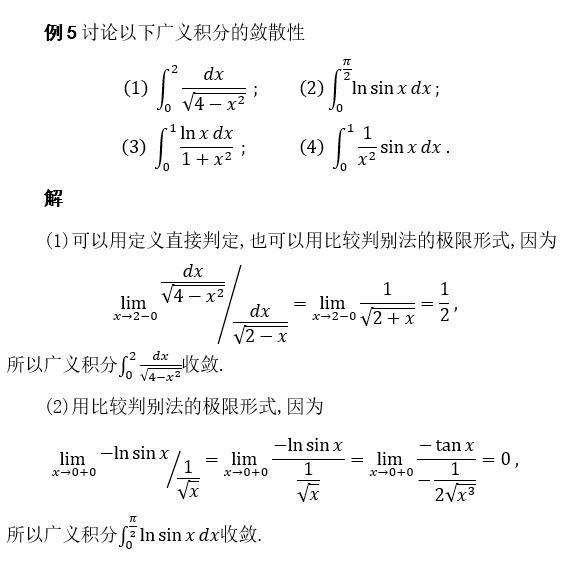 例5 讨论以下广义积分的敛散性
(1) ∫₀² dx/√(4 − x²) ; (2) ∫₀^(π/2) ln sin x dx ;
(3) ∫₀¹ ln x dx/(1 + x²) ; (4) ∫₀¹ (1/x²) sin x dx .
解
(1)可以用定义直接判定,也可以用比较判别法的极限形式,因为
lim_(x→2−0) (dx/√(4 − x²)) / (dx/√(2 − x)) = lim_(x→2−0) 1/√(2 + x) = 1/2 ,
所以广义积分∫₀² dx/√(4−x²) 收敛.
(2)用比较判别法的极限形式,因为
lim_(x→0+0) −ln sin x / (1/√x) = lim_(x→0+0) (−ln sin x)/(1/√x) = lim_(x→0+0) (− tan x)/(−1/(2√(x³))) = 0 ,
所以广义积分∫₀^(π/2) ln sin x dx收敛.